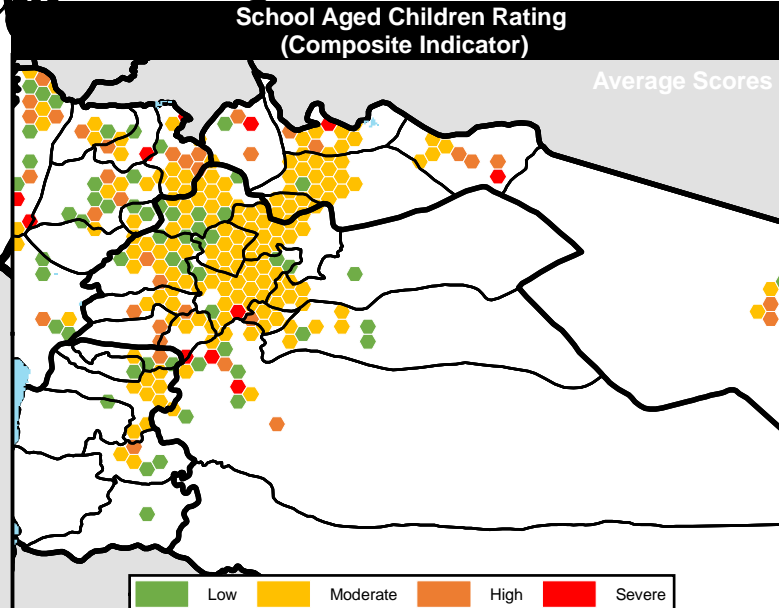 School Aged Children Rating
(Composite Indicator)
Average Scores
Low Moderate High Severe